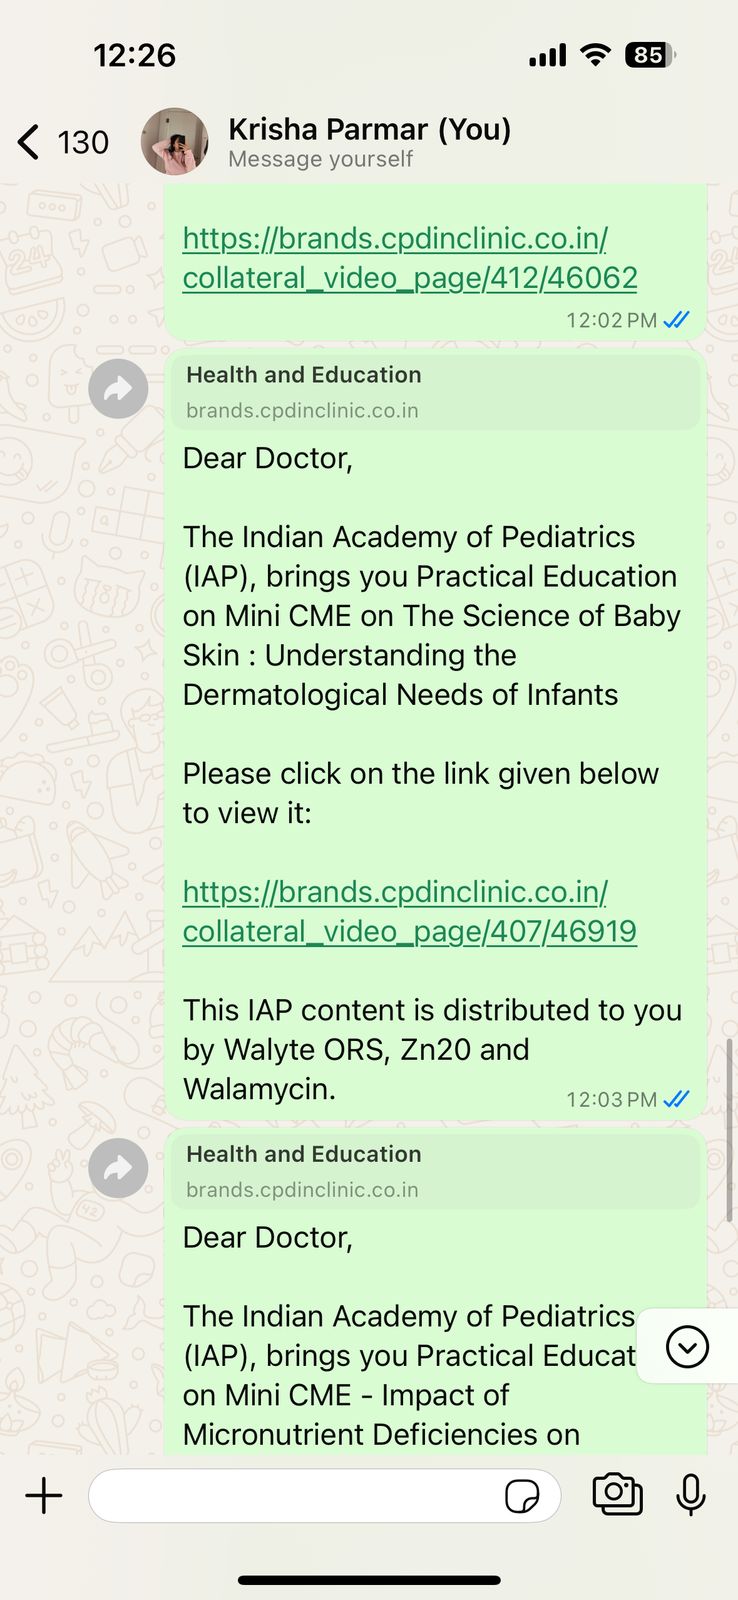 12:26
85
130
Krisha Parmar (You)
Message yourself
https://brands.cpdinclinic.co.in/
collateral_video_page/412/46062
12:02 PM
Health and Education
brands.cpdinclinic.co.in
Dear Doctor,
The Indian Academy of Pediatrics
(IAP), brings you Practical Education
on Mini CME on The Science of Baby
Skin : Understanding the
Dermatological Needs of Infants
Please click on the link given below
to view it:
https://brands.cpdinclinic.co.in/
collateral_video_page/407/46919
This IAP content is distributed to you
by Walyte ORS, Zn20 and
Walamycin.
12:03 PM
Health and Education
brands.cpdinclinic.co.in
Dear Doctor,
The Indian Academy of Pediatrics
(IAP), brings you Practical Educat
on Mini CME - Impact of
Micronutrient Deficiencies on